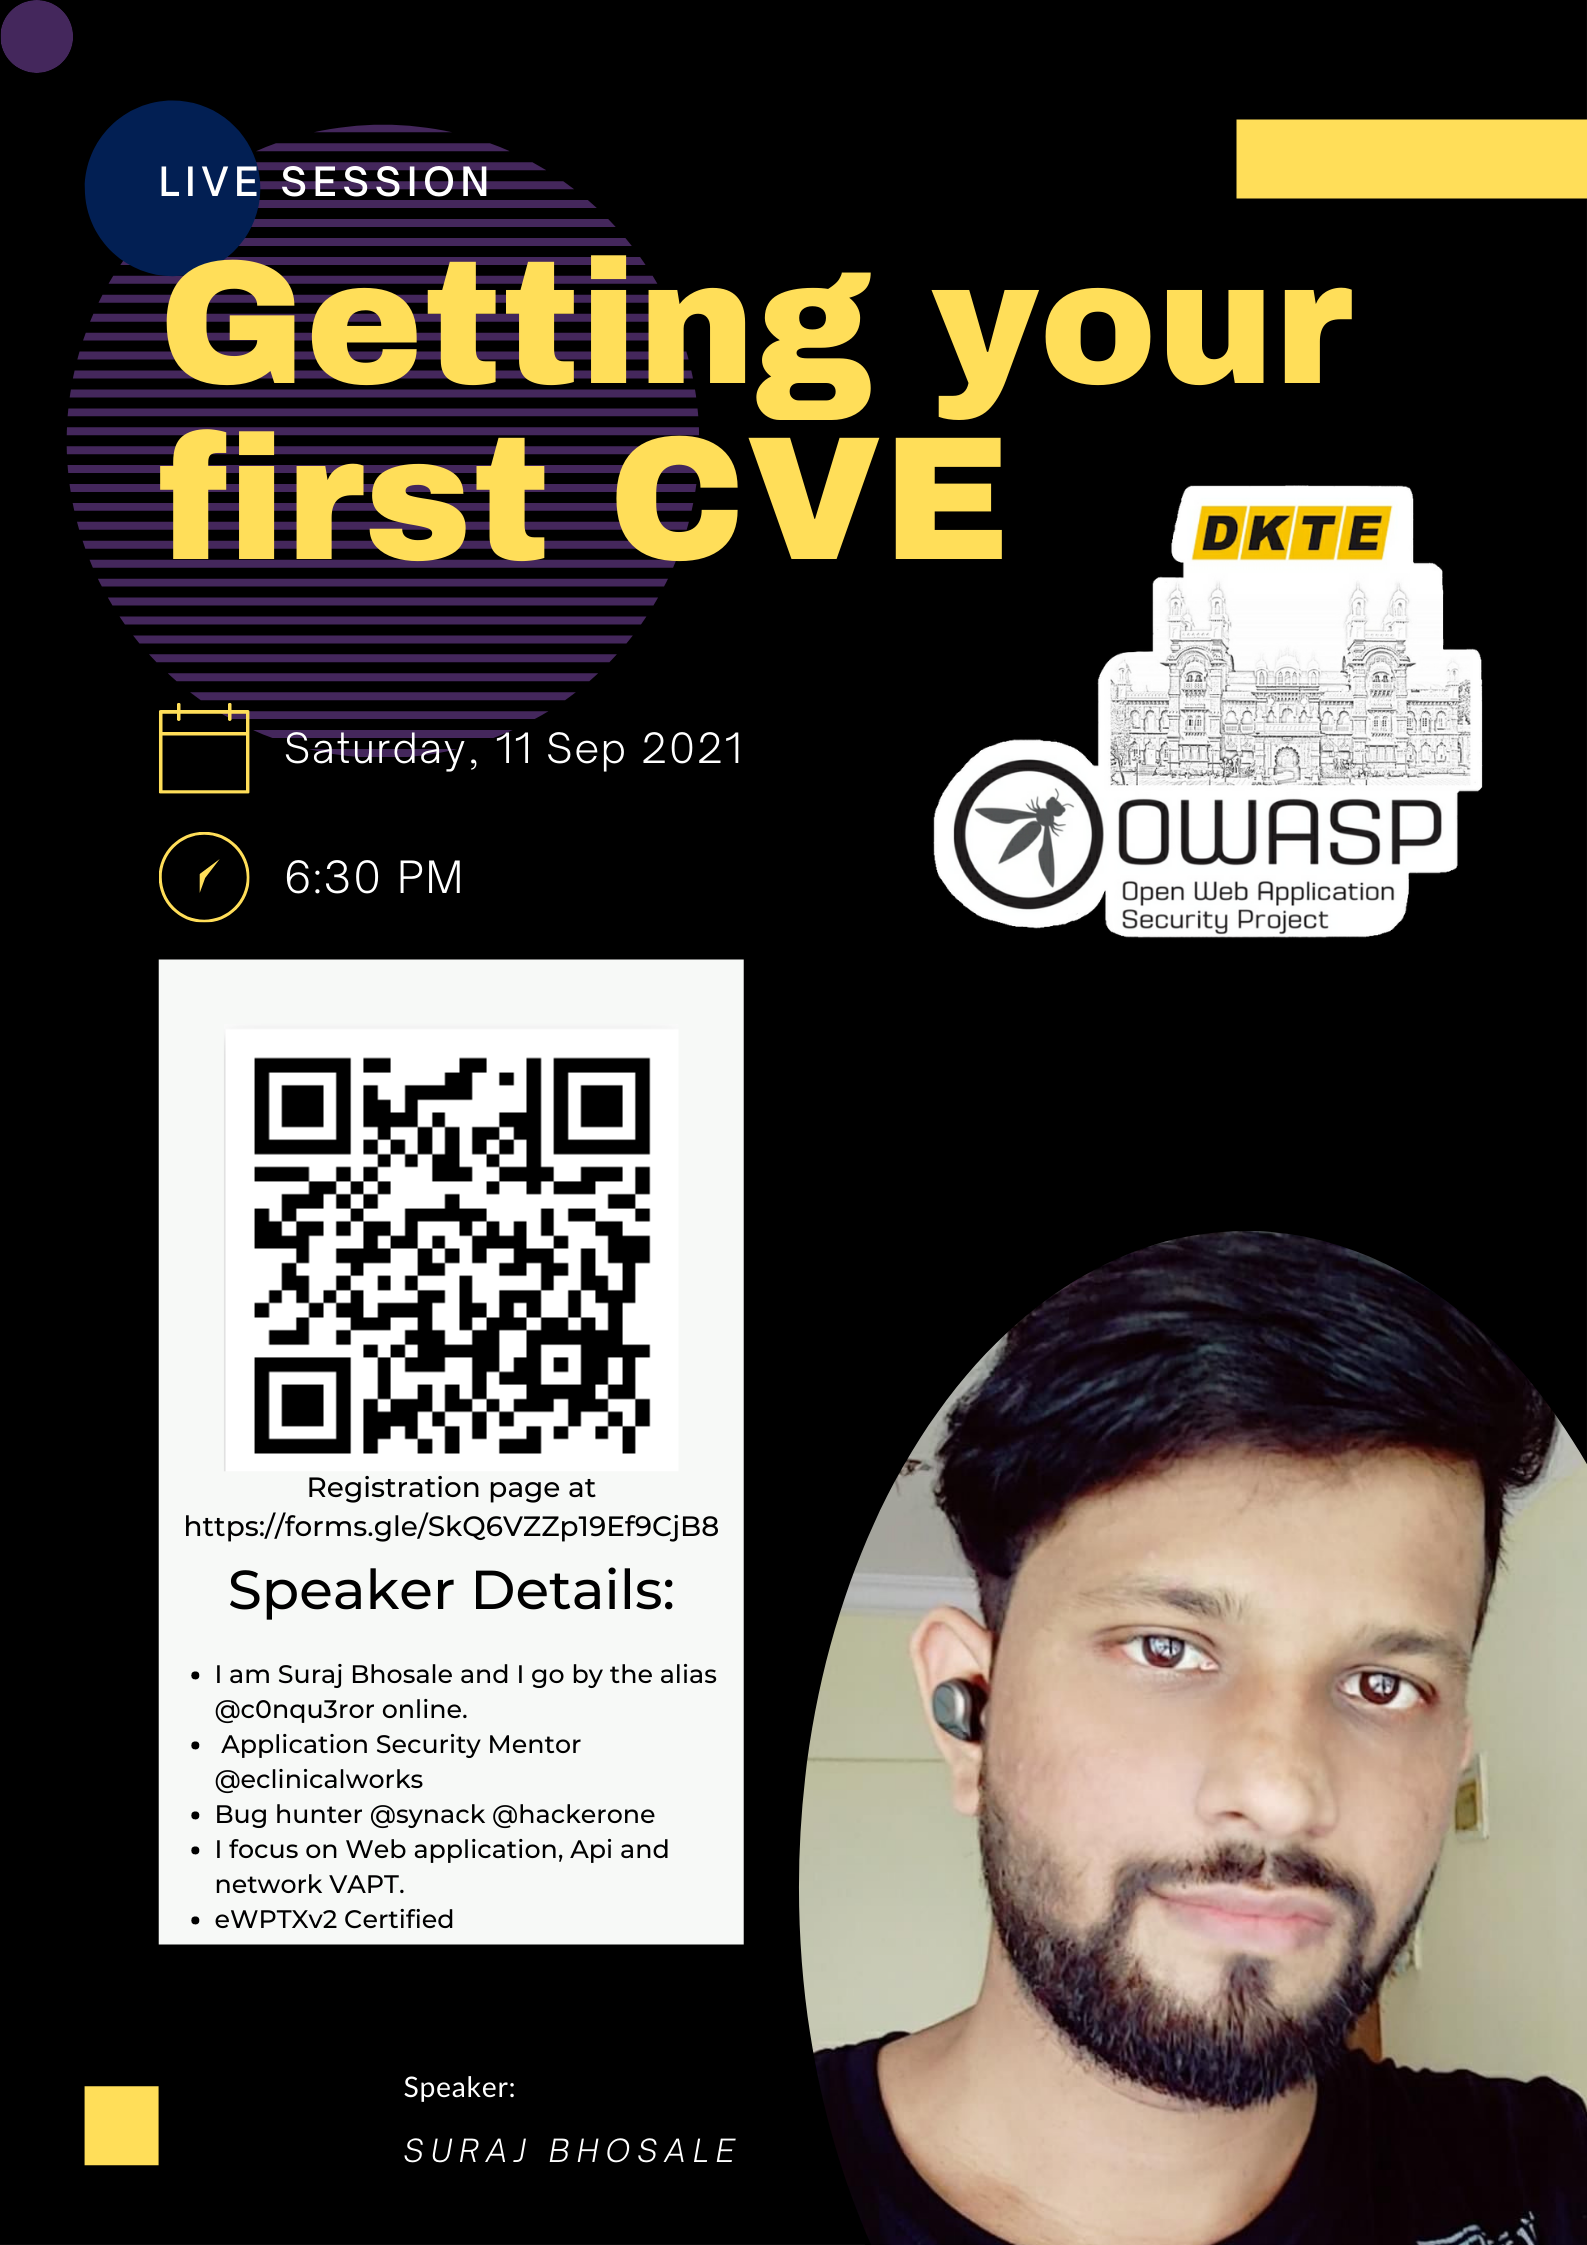 LIVE SESSION
Getting your
first CVE
DKTE
Saturday, 11 Sep 2021
OWASP
Open Web Application
Security Project
6:30 PM
Registration page at
https://forms.gle/SkQ6VZZp19Ef9CjB8
Speaker Details:
• I am Suraj Bhosale and I go by the alias
@c0nqu3ror online.
• Application Security Mentor
@eclinicalworks
• Bug hunter @synack @hackerone
• I focus on Web application, Api and
network VAPT.
• eWPTXv2 Certified
Speaker:
SURAJ BHOSALE